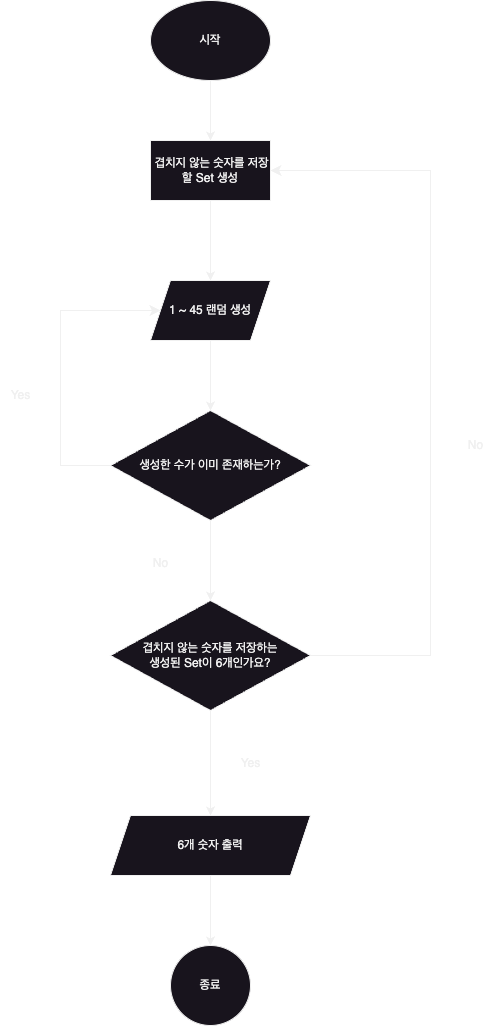 시작
겹치지 않는 숫자를 저장
할 Set 생성
1 ~ 45 랜덤 생성
Yes
생성한 수가 이미 존재하는가?
No
No
겹치지 않는 숫자를 저장하는
생성된 Set이 6개인가요?
Yes
6개 숫자 출력
종료